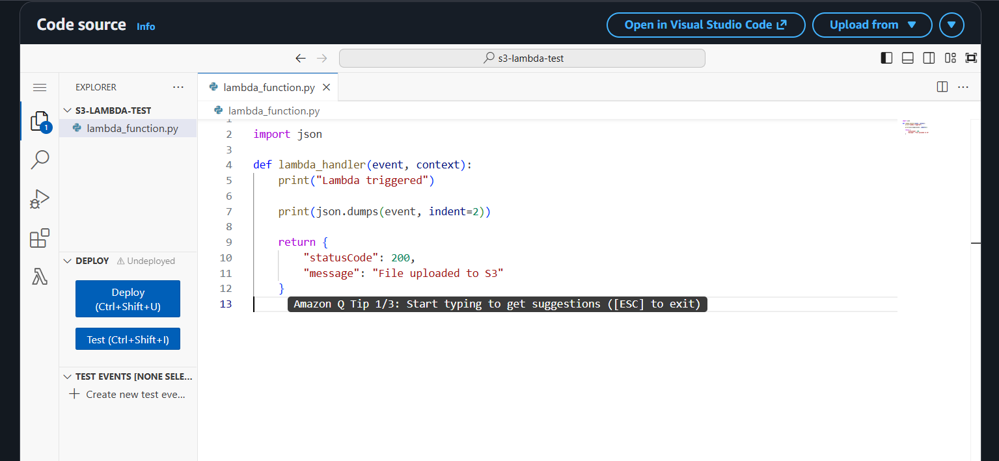 Code source Info
Open in Visual Studio Code
Upload from
s3-lambda-test
EXPLORER
S3-LAMBDA-TEST
lambda_function.py
1
DEPLOY Undeployed
Deploy
(Ctrl+Shift+U)
Test (Ctrl+Shift+I)
TEST EVENTS [NONE SELE...
Create new test eve...
lambda_function.py
lambda_function.py
1
2 import json
3
4 def lambda_handler(event, context):
5 print("Lambda triggered")
6
7 print(json.dumps(event, indent=2))
8
9 return {
10 "statusCode": 200,
11 "message": "File uploaded to S3"
12 }
13 Amazon Q Tip 1/3: Start typing to get suggestions ([ESC] to exit)